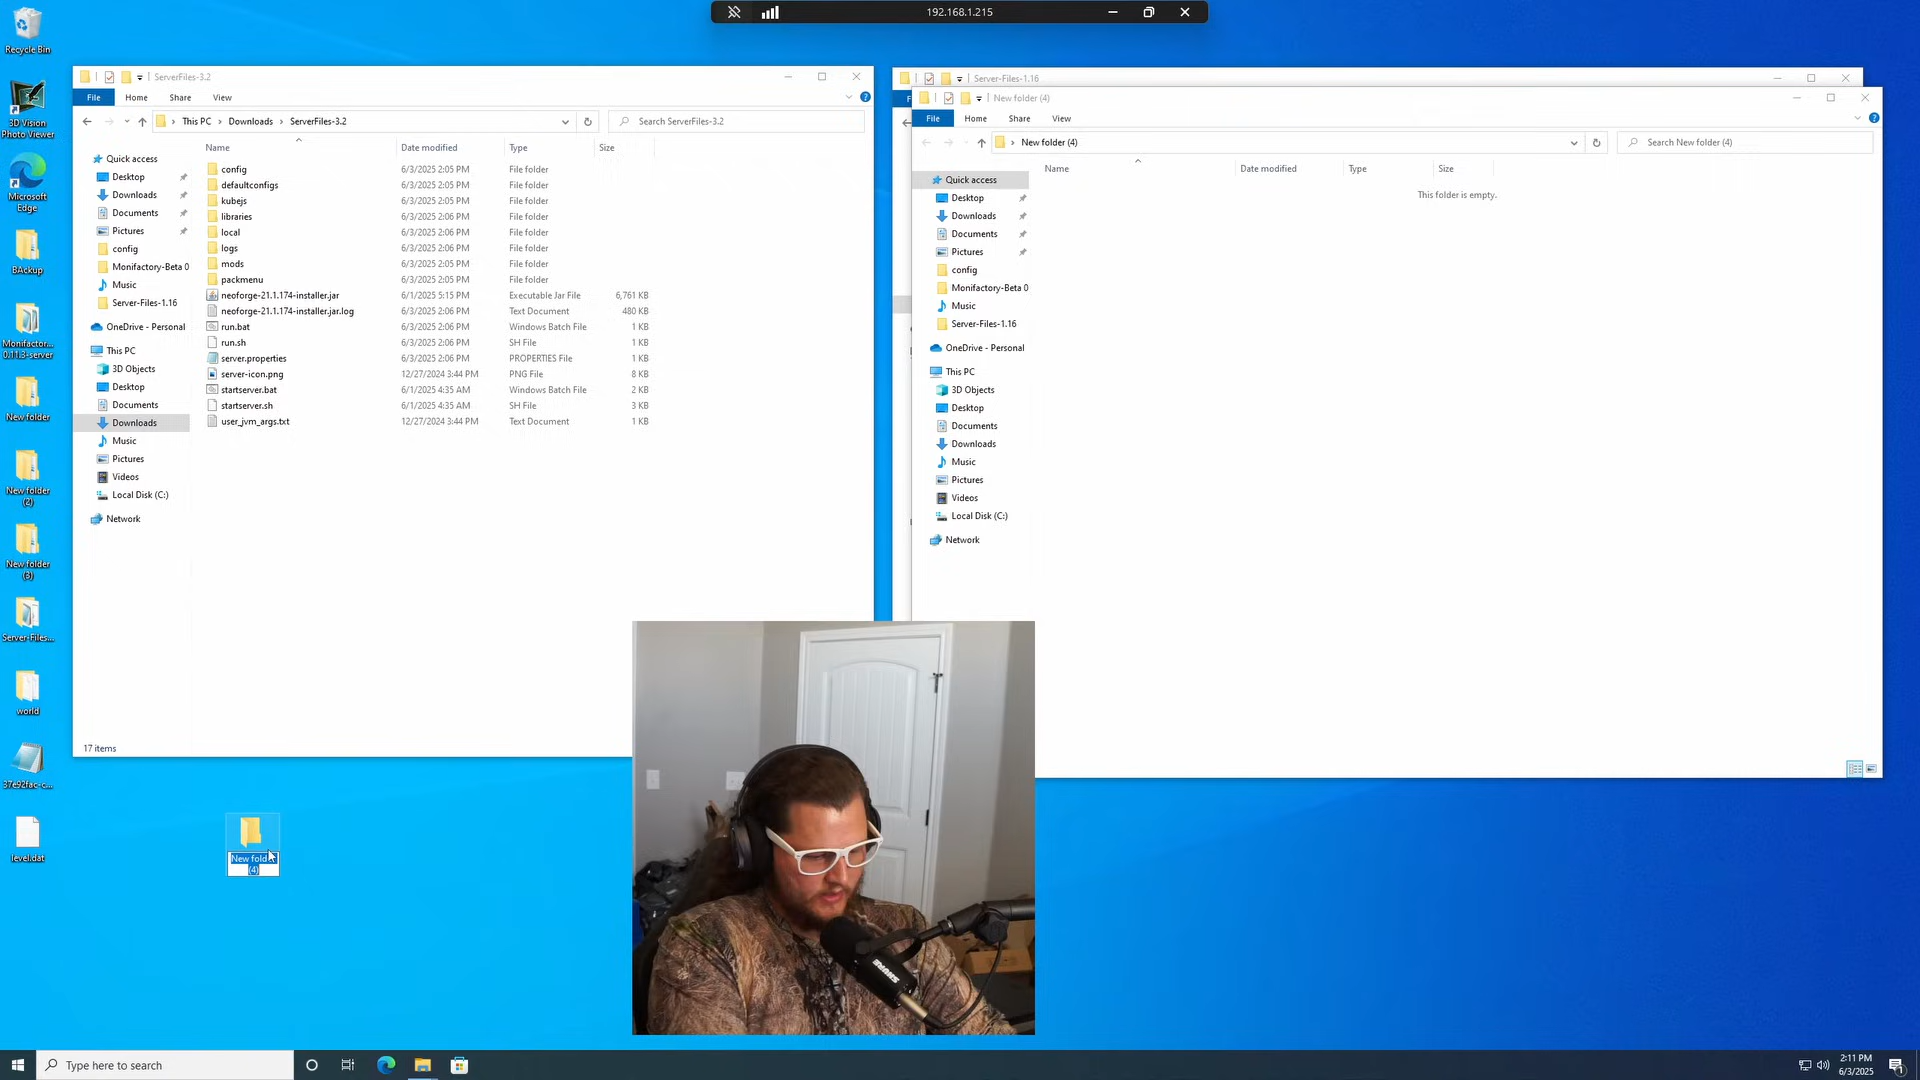 192.168.1.215
Recycle Bin
3D Vision
Photo Viewer
Microsoft
Edge
BAckup
Monifactor...
0.11.3-server
New folder
New folder
(2)
New folder
(3)
Server-Files...
world
37e92fac-c...
level.dat
New folder
(4)
ServerFiles-3.2
File
Home
Share
View
This PC
Downloads
ServerFiles-3.2
Search ServerFiles-3.2
Name
Date modified
Type
Size
Quick access
Desktop
Downloads
Documents
Pictures
config
Monifactory-Beta 0
Music
Server-Files-1.16
OneDrive - Personal
This PC
3D Objects
Desktop
Documents
Downloads
Music
Pictures
Videos
Local Disk (C:)
Network
config 6/3/2025 2:05 PM File folder
defaultconfigs 6/3/2025 2:05 PM File folder
kubejs 6/3/2025 2:05 PM File folder
libraries 6/3/2025 2:06 PM File folder
local 6/3/2025 2:06 PM File folder
logs 6/3/2025 2:06 PM File folder
mods 6/3/2025 2:05 PM File folder
packmenu 6/3/2025 2:05 PM File folder
neoforge-21.1.174-installer.jar 6/1/2025 5:15 PM Executable Jar File 6,761 KB
neoforge-21.1.174-installer.jar.log 6/3/2025 2:06 PM Text Document 480 KB
run.bat 6/3/2025 2:06 PM Windows Batch File 1 KB
run.sh 6/3/2025 2:06 PM SH File 1 KB
server.properties 6/3/2025 2:06 PM PROPERTIES File 1 KB
server-icon.png 12/27/2024 3:44 PM PNG File 8 KB
startserver.bat 6/1/2025 4:35 AM Windows Batch File 2 KB
startserver.sh 6/1/2025 4:35 AM SH File 3 KB
user_jvm_args.txt 12/27/2024 3:44 PM Text Document 1 KB
17 items
Server-Files-1.16
New folder (4)
File
Home
Share
View
New folder (4)
Search New folder (4)
Name
Date modified
Type
Size
This folder is empty.
Quick access
Desktop
Downloads
Documents
Pictures
config
Monifactory-Beta 0
Music
Server-Files-1.16
OneDrive - Personal
This PC
3D Objects
Desktop
Documents
Downloads
Music
Pictures
Videos
Local Disk (C:)
Network
SHURE
Type here to search
2:11 PM
6/3/2025